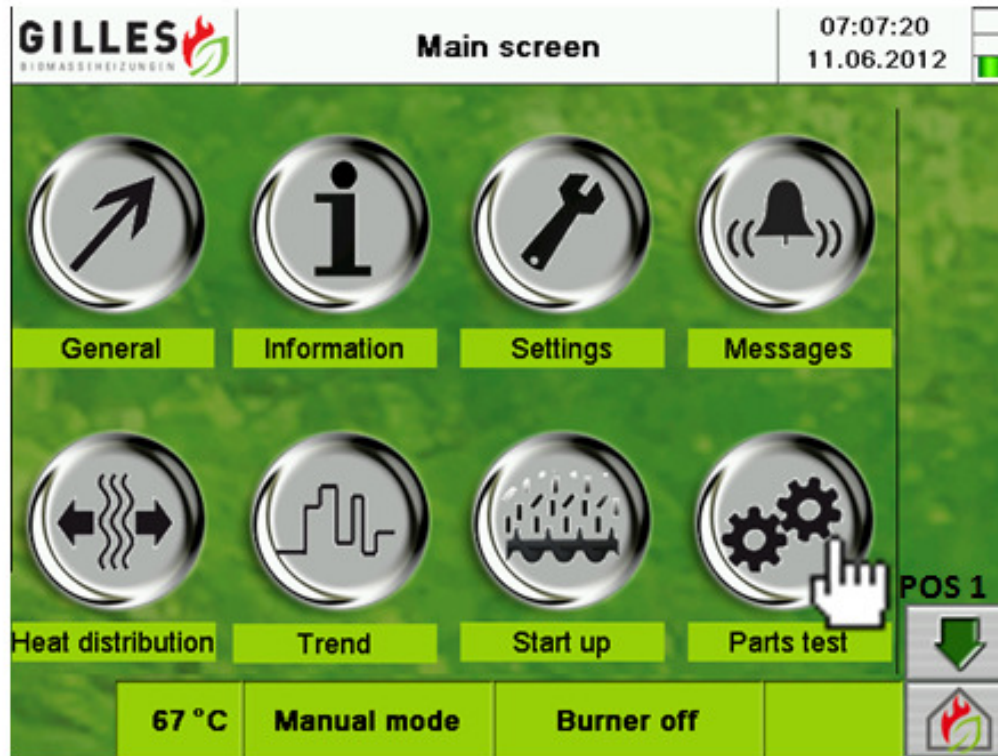 GILLES
BIOMASSEHEIZUNGEN
Main screen
07:07:20
11.06.2012
General
Information
Settings
Messages
Heat distribution
Trend
Start up
Parts test
POS 1
67 °C
Manual mode
Burner off